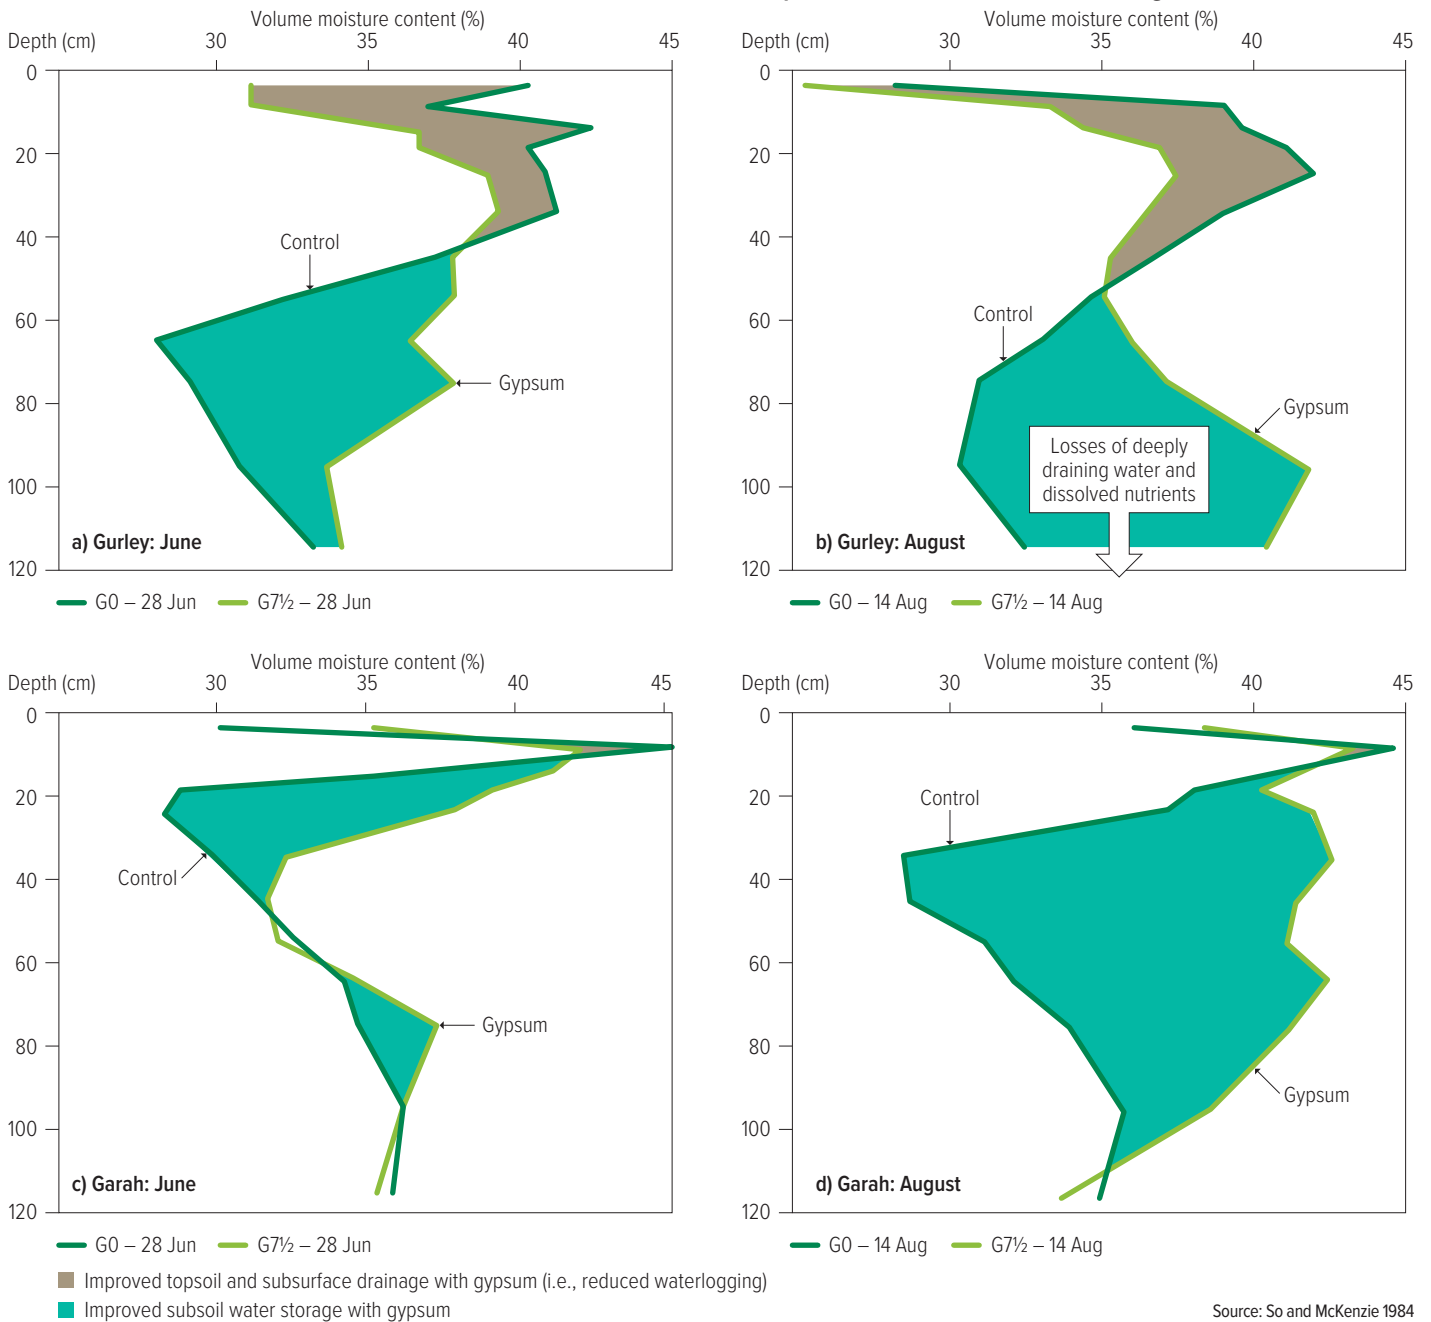 Volume moisture content (%)
Depth (cm) 30 35 40 45
0
20
40
60
80
100
120
Control
Gypsum
a) Gurley: June
G0 – 28 Jun G7½ – 28 Jun
Volume moisture content (%)
Depth (cm) 30 35 40 45
0
20
40
60
80
100
120
Control
Gypsum
Losses of deeply
draining water and
dissolved nutrients
b) Gurley: August
G0 – 14 Aug G7½ – 14 Aug
Volume moisture content (%)
Depth (cm) 30 35 40 45
0
20
40
60
80
100
120
Control
Gypsum
c) Garah: June
G0 – 28 Jun G7½ – 28 Jun
Volume moisture content (%)
Depth (cm) 30 35 40 45
0
20
40
60
80
100
120
Control
Gypsum
d) Garah: August
G0 – 14 Aug G7½ – 14 Aug
Improved topsoil and subsurface drainage with gypsum (i.e., reduced waterlogging)
Improved subsoil water storage with gypsum
Source: So and McKenzie 1984